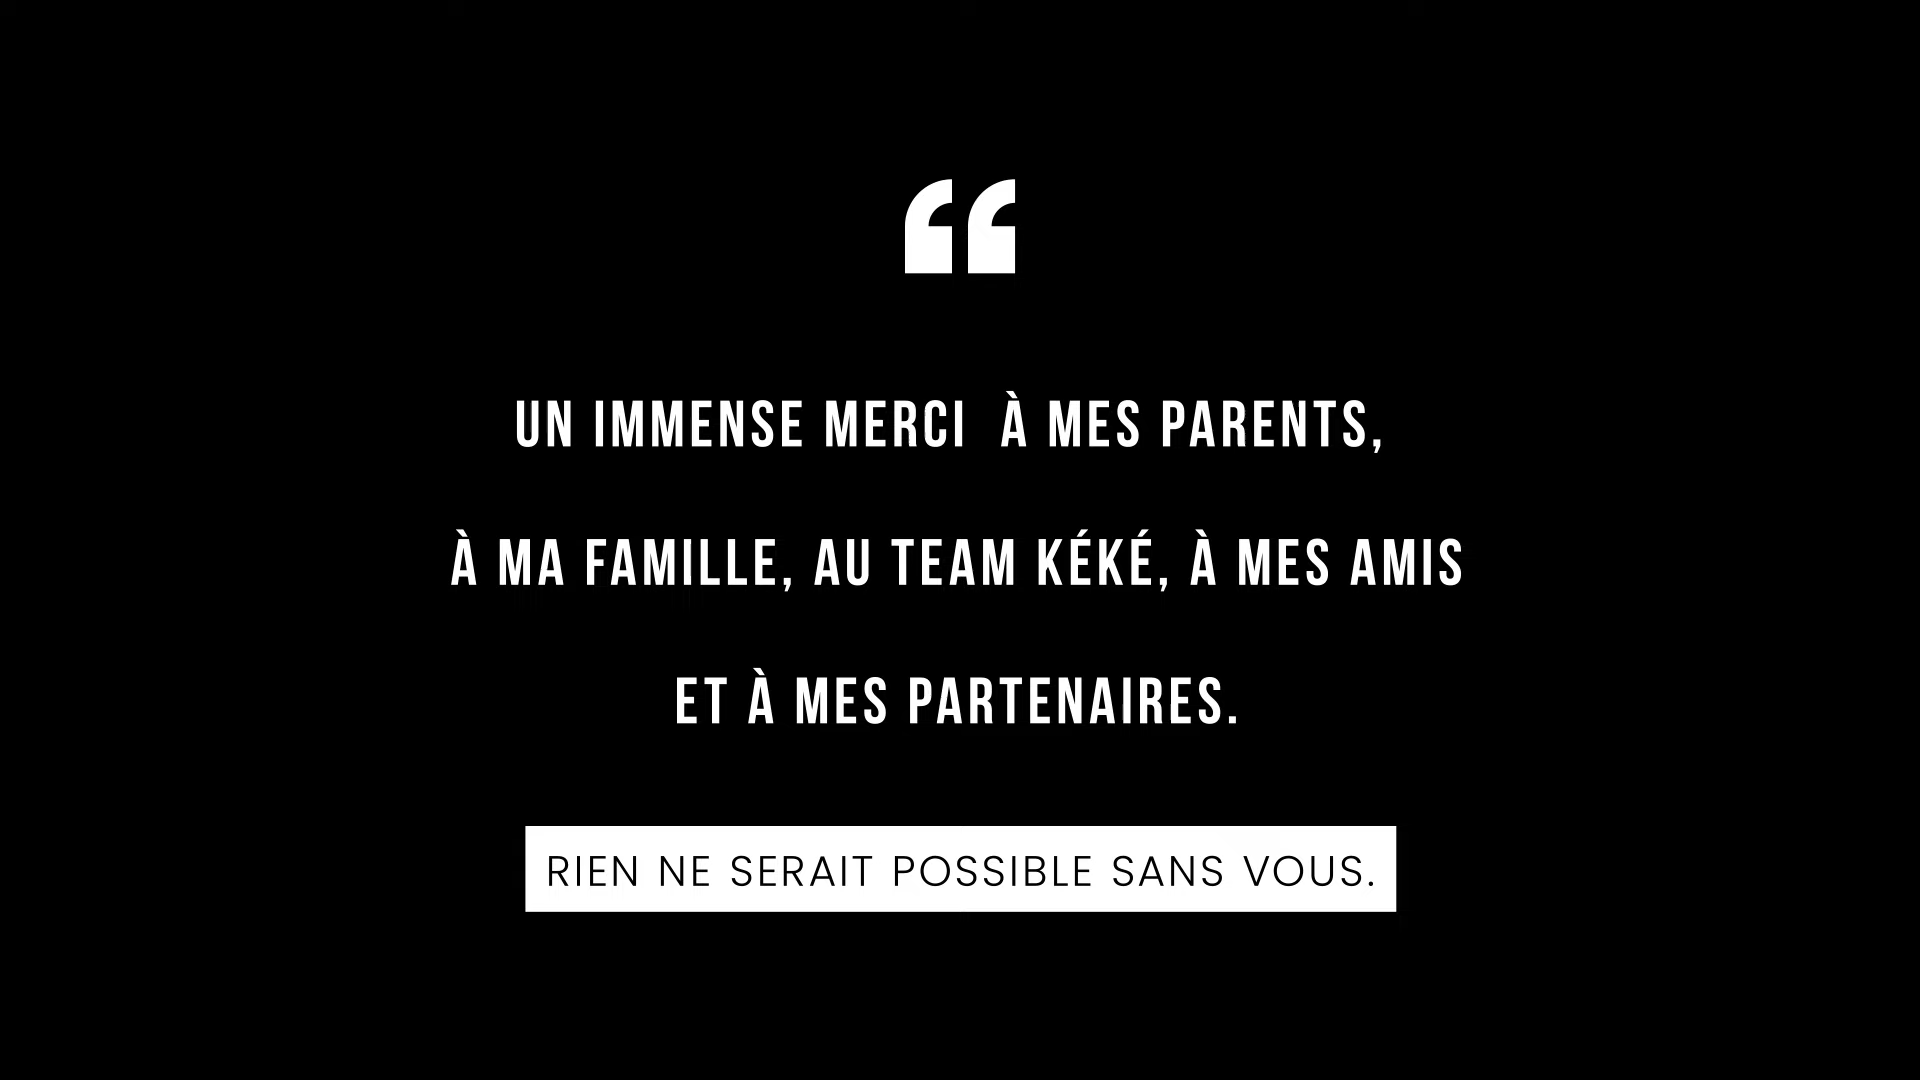 “
UN IMMENSE MERCI  À MES PARENTS,
À MA FAMILLE, AU TEAM KÉKÉ, À MES AMIS
ET À MES PARTENAIRES.
RIEN NE SERAIT POSSIBLE SANS VOUS.